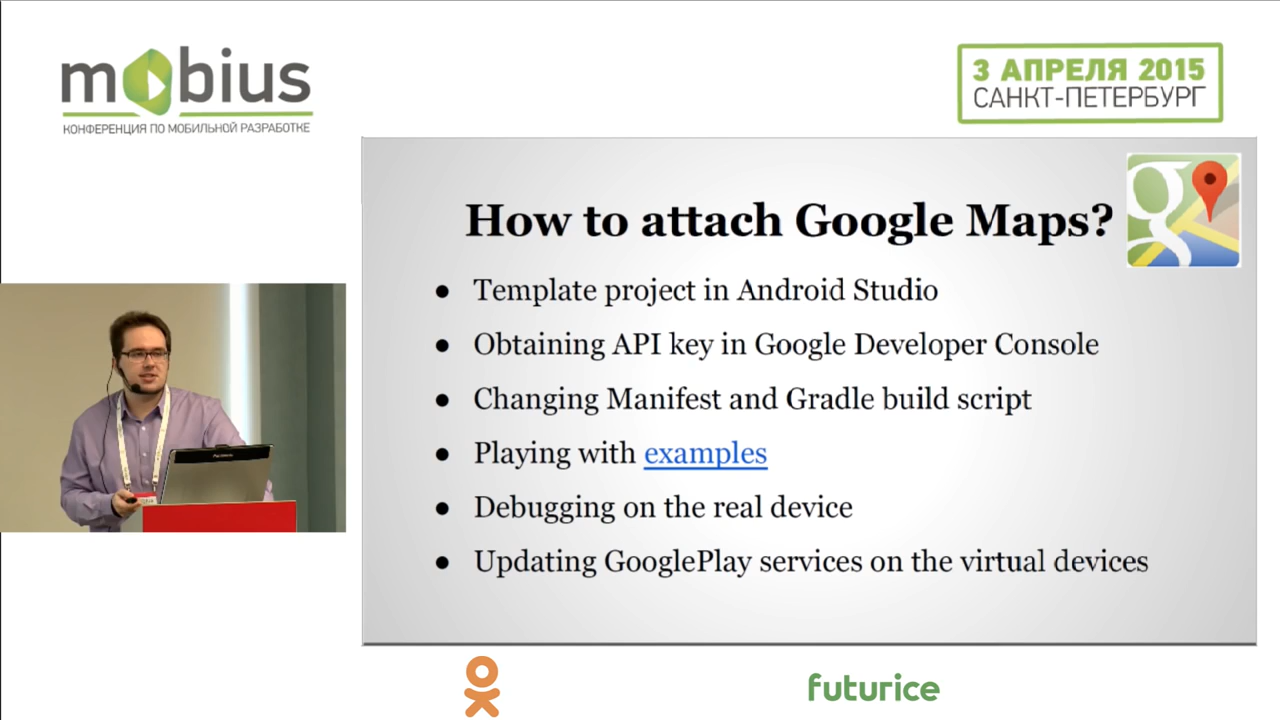 mobius
КОНФЕРЕНЦИЯ ПО МОБИЛЬНОЙ РАЗРАБОТКЕ
3 АПРЕЛЯ 2015
САНКТ-ПЕТЕРБУРГ
How to attach Google Maps?
● Template project in Android Studio
● Obtaining API key in Google Developer Console
● Changing Manifest and Gradle build script
● Playing with examples
● Debugging on the real device
● Updating GooglePlay services on the virtual devices
futurice